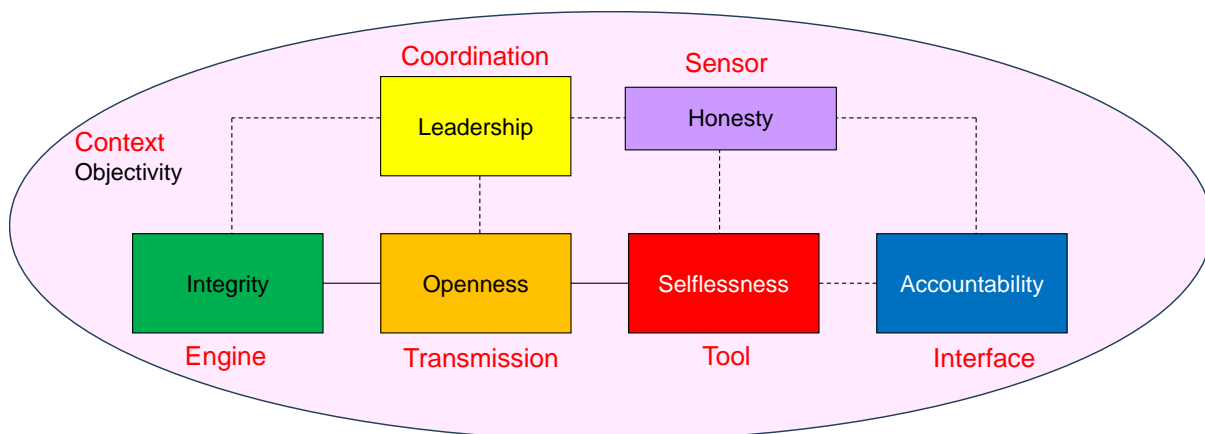 Coordination
Sensor
Leadership
Honesty
Context
Objectivity
Integrity
Openness
Selflessness
Accountability
Engine
Transmission
Tool
Interface